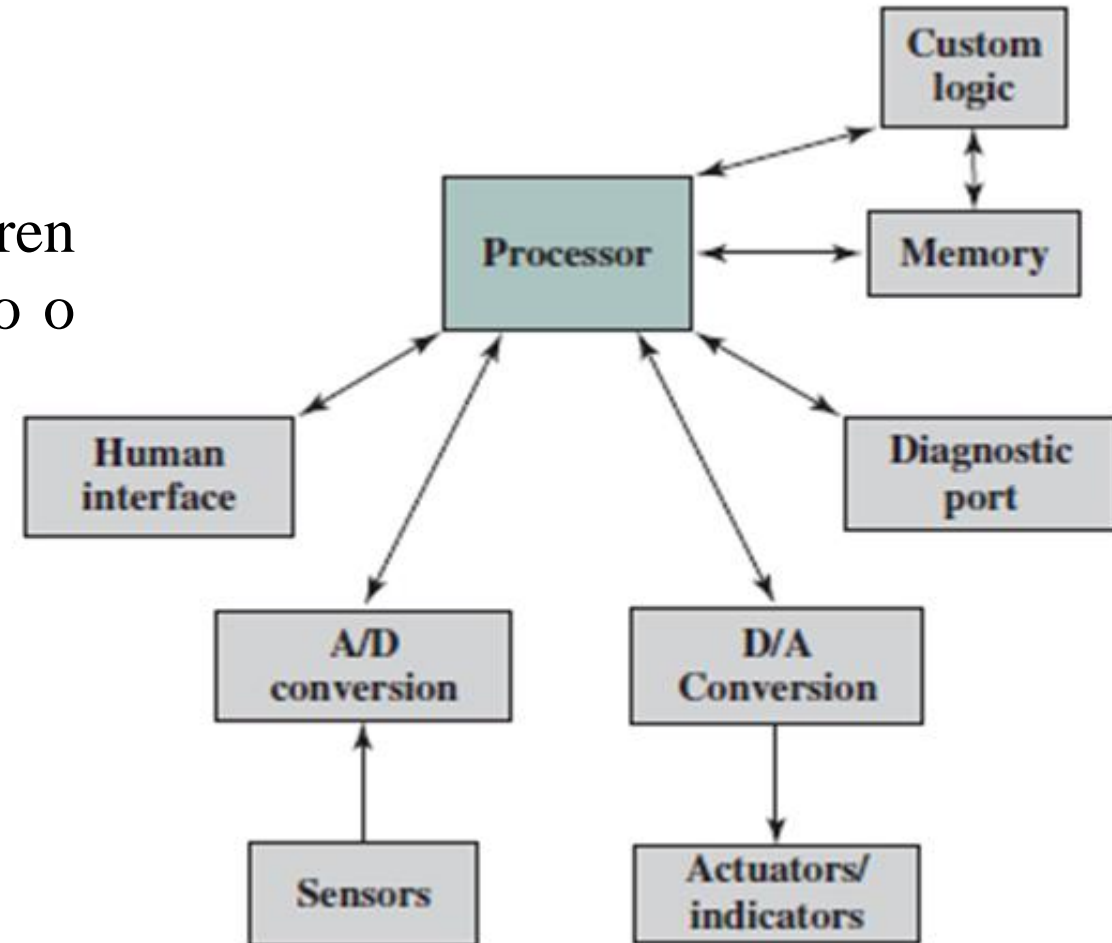 Custom
logic
Processor
Memory
Human
interface
Diagnostic
port
A/D
conversion
D/A
Conversion
Sensors
Actuators/
indicators